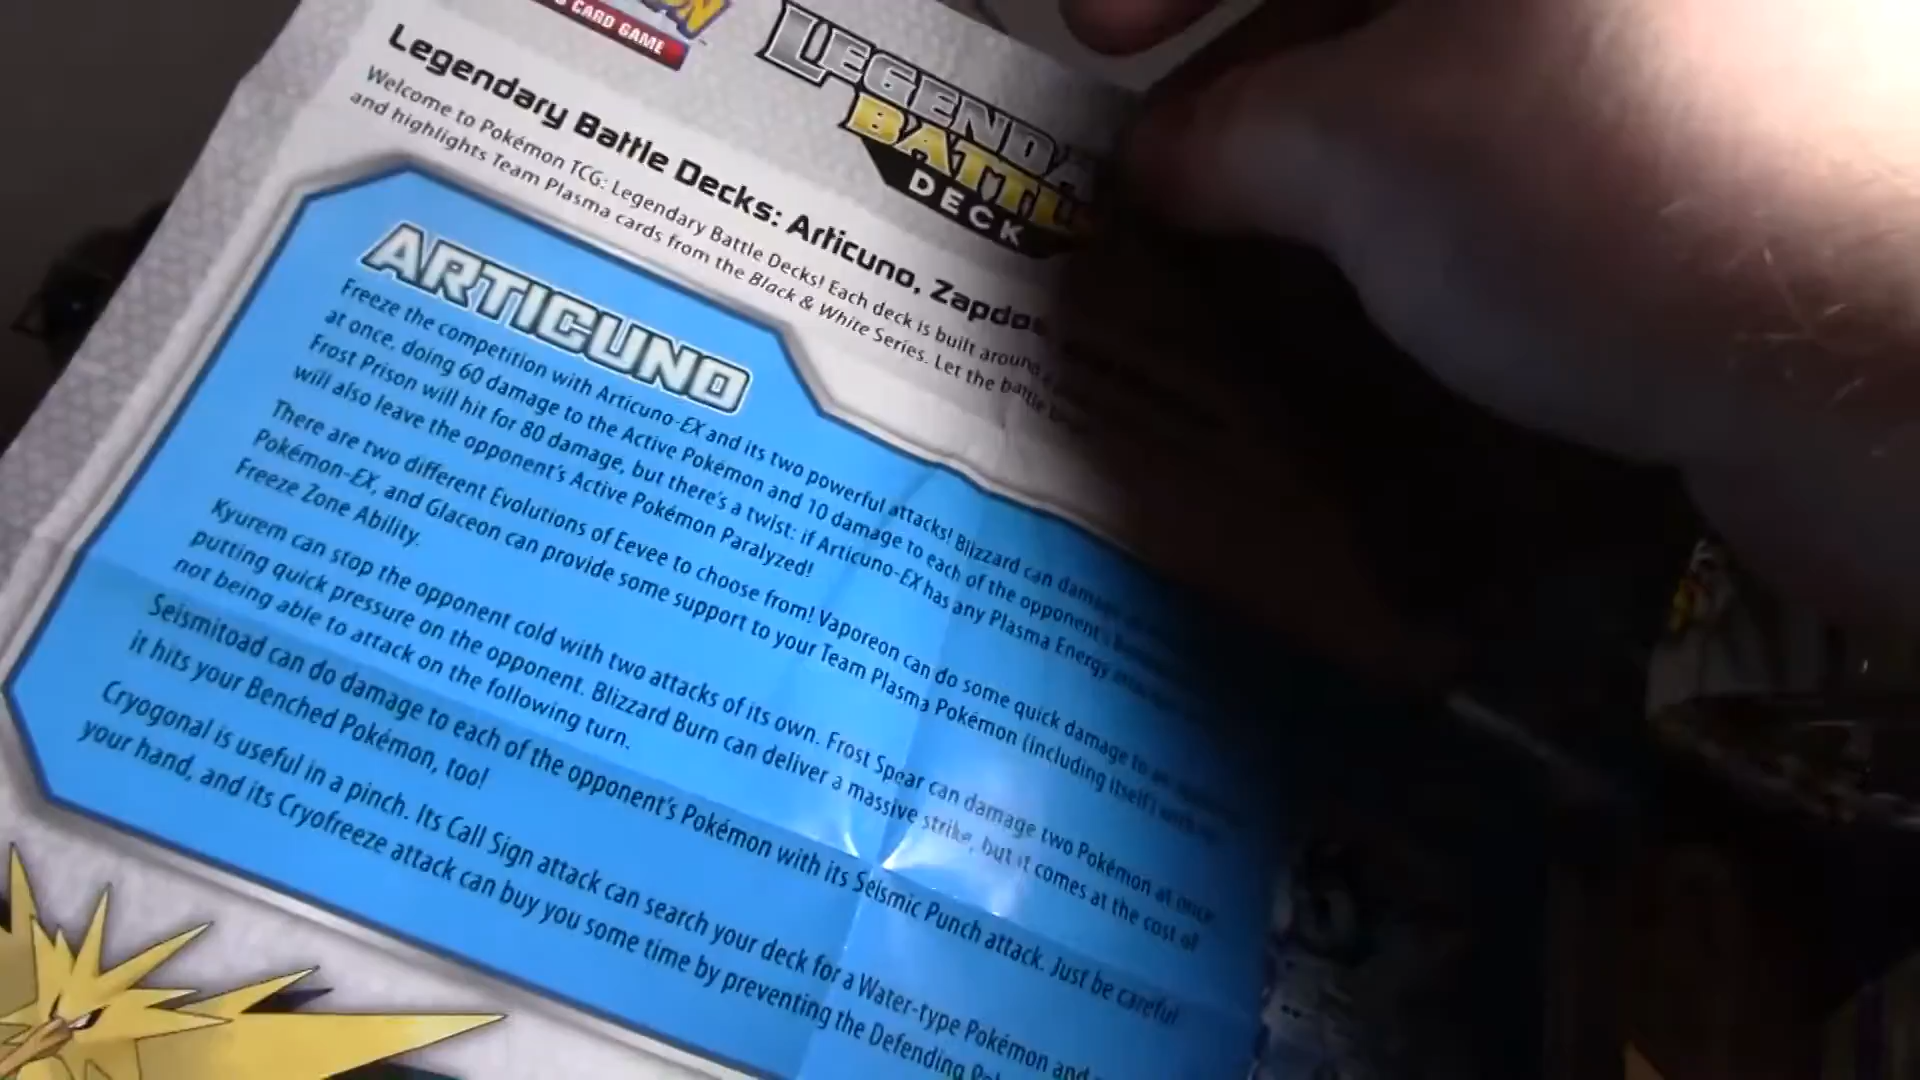 CARD GAME
LEGENDA
BATTLE
DECK
Legendary Battle Decks: Articuno, Zapdos
Welcome to Pokémon TCG: Legendary Battle Decks! Each deck is built around
and highlights Team Plasma cards from the Black & White Series. Let the battle
ARTICUNO
Freeze the competition with Articuno-EX and its two powerful attacks! Blizzard can damage
at once, doing 60 damage to the Active Pokémon and 10 damage to each of the opponent's Benched
Frost Prison will hit for 80 damage, but there's a twist: if Articuno-EX has any Plasma Energy
will also leave the opponent's Active Pokémon Paralyzed!
There are two different Evolutions of Eevee to choose from! Vaporeon can do some quick damage to
Pokémon-EX, and Glaceon can provide some support to your Team Plasma Pokémon (including itself) with
Freeze Zone Ability.
Kyurem can stop the opponent cold with two attacks of its own. Frost Spear can damage two Pokémon at once
putting quick pressure on the opponent. Blizzard Burn can deliver a massive strike, but it comes at the cost of
not being able to attack on the following turn.
Seismitoad can do damage to each of the opponent's Pokémon with its Seismic Punch attack. Just be careful
it hits your Benched Pokémon, too!
Cryogonal is useful in a pinch. Its Call Sign attack can search your deck for a Water-type Pokémon and
your hand, and its Cryofreeze attack can buy you some time by preventing the Defending